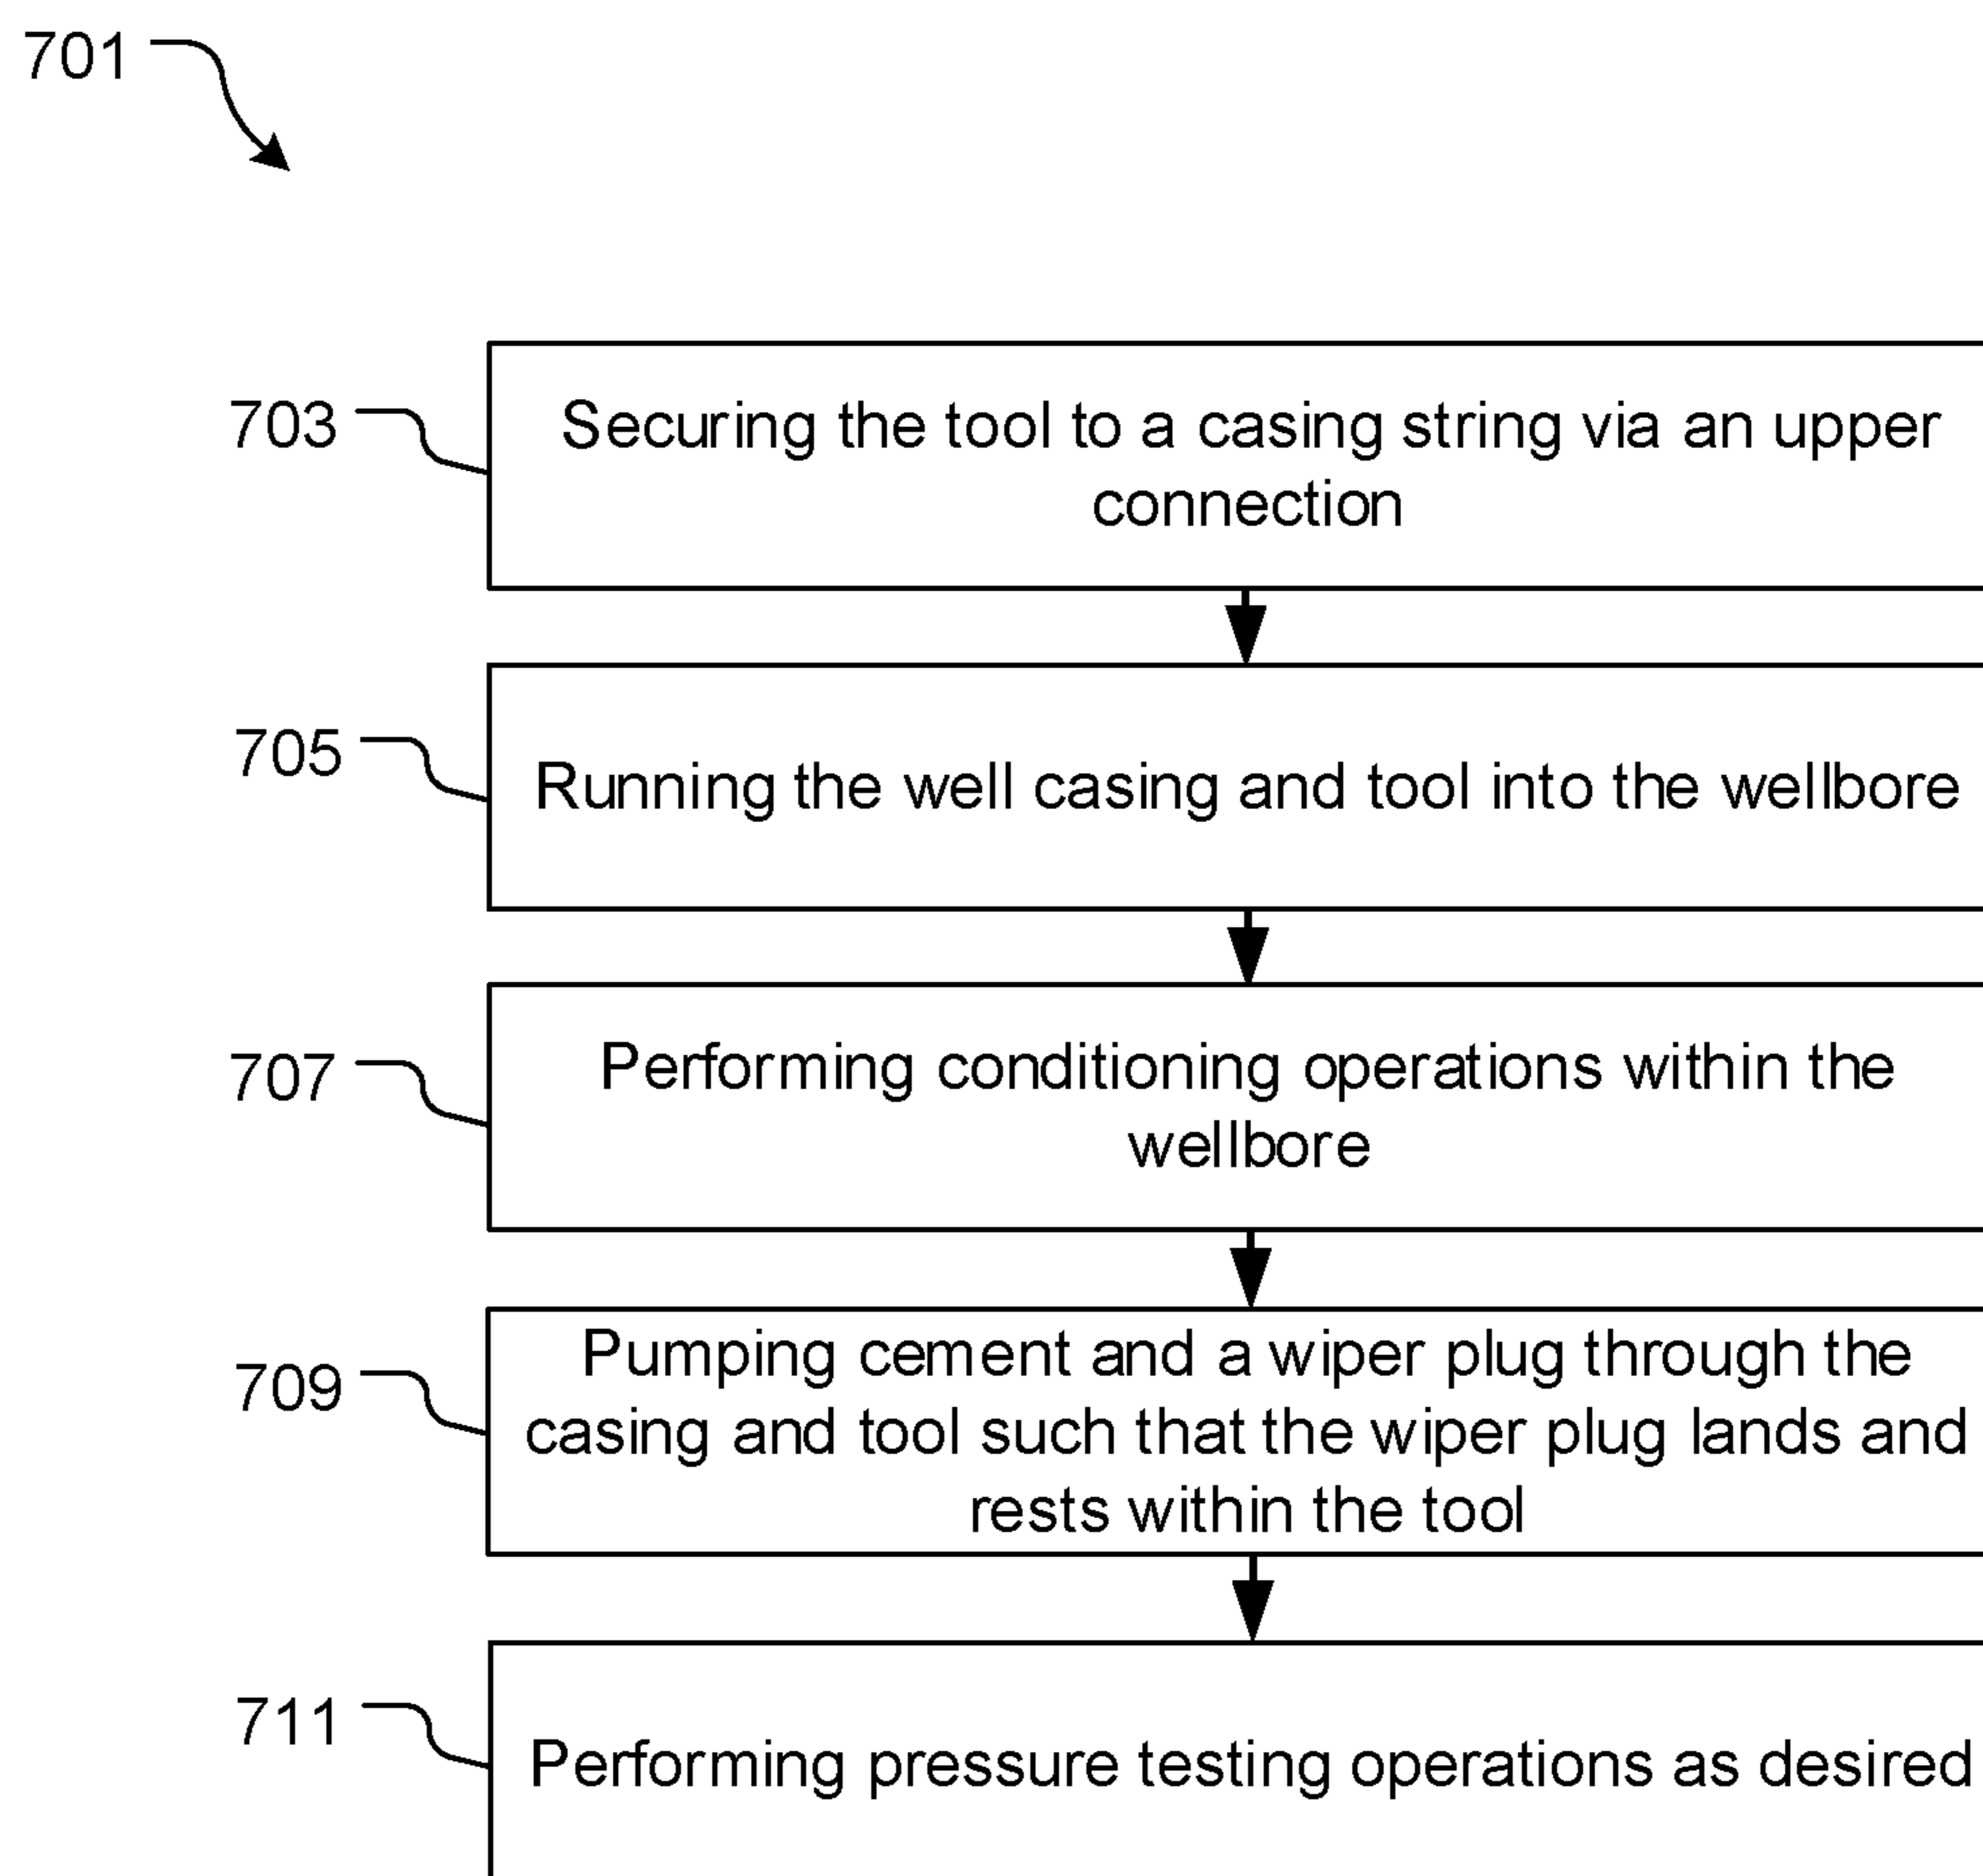 701
703
Securing the tool to a casing string via an upper
connection
705
Running the well casing and tool into the wellbore
707
Performing conditioning operations within the
wellbore
709
Pumping cement and a wiper plug through the
casing and tool such that the wiper plug lands and
rests within the tool
711
Performing pressure testing operations as desired